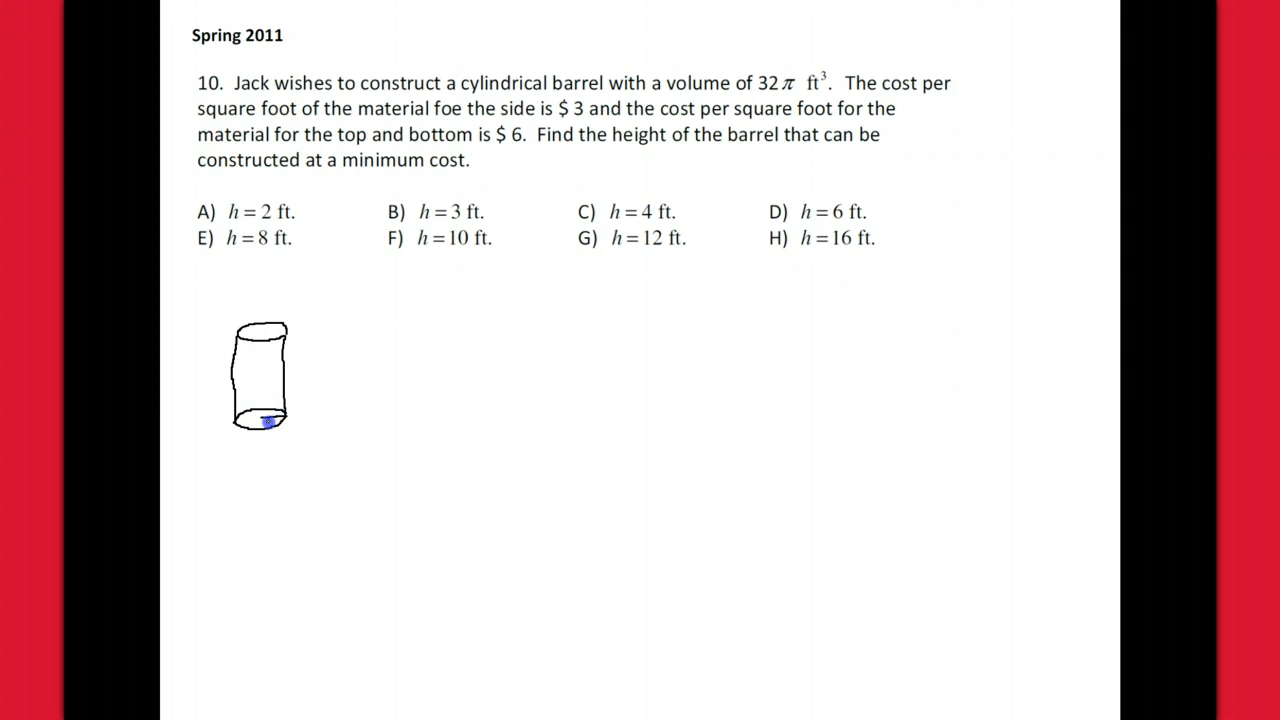 Spring 2011
10. Jack wishes to construct a cylindrical barrel with a volume of 32π ft³. The cost per
square foot of the material foe the side is $ 3 and the cost per square foot for the
material for the top and bottom is $ 6. Find the height of the barrel that can be
constructed at a minimum cost.
A) h = 2 ft. B) h = 3 ft. C) h = 4 ft. D) h = 6 ft.
E) h = 8 ft. F) h = 10 ft. G) h = 12 ft. H) h = 16 ft.